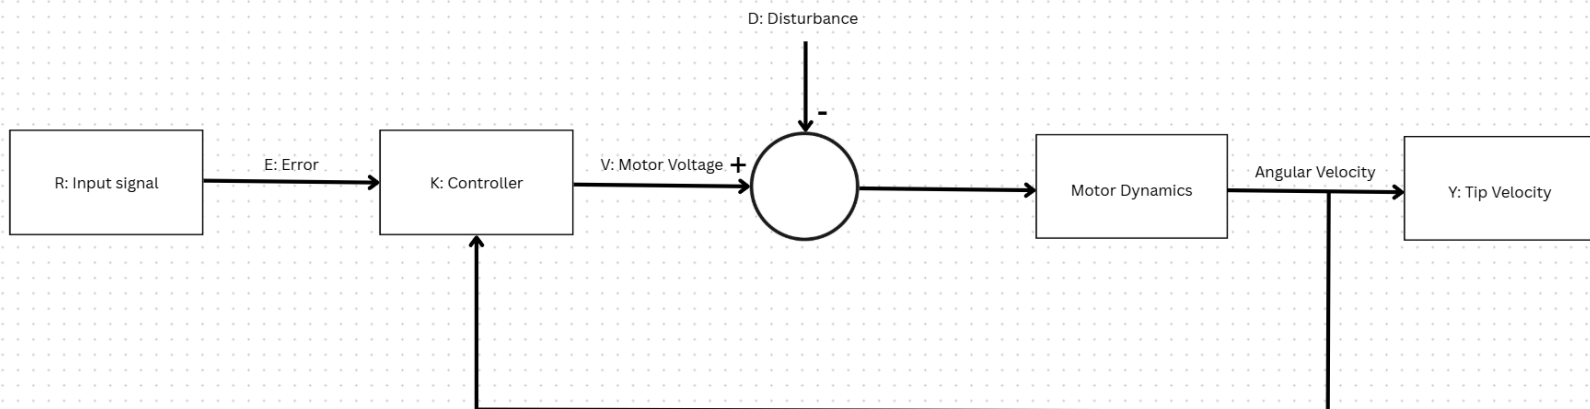 D: Disturbance
-
R: Input signal
E: Error
K: Controller
V: Motor Voltage +
Motor Dynamics
Angular Velocity
Y: Tip Velocity